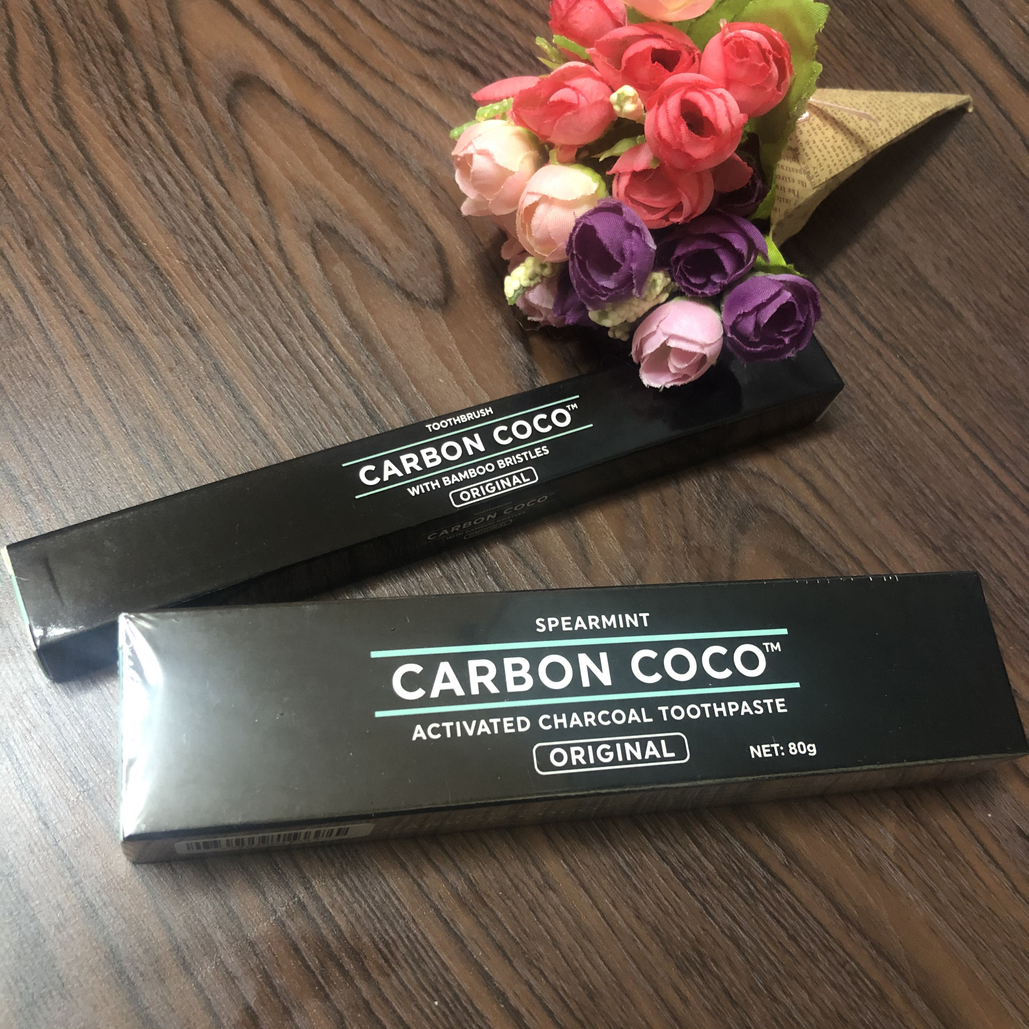 TOOTHBRUSH
CARBON COCO™
WITH BAMBOO BRISTLES
ORIGINAL
CARBON COCO
SPEARMINT
CARBON COCO™
ACTIVATED CHARCOAL TOOTHPASTE
ORIGINAL
NET: 80g